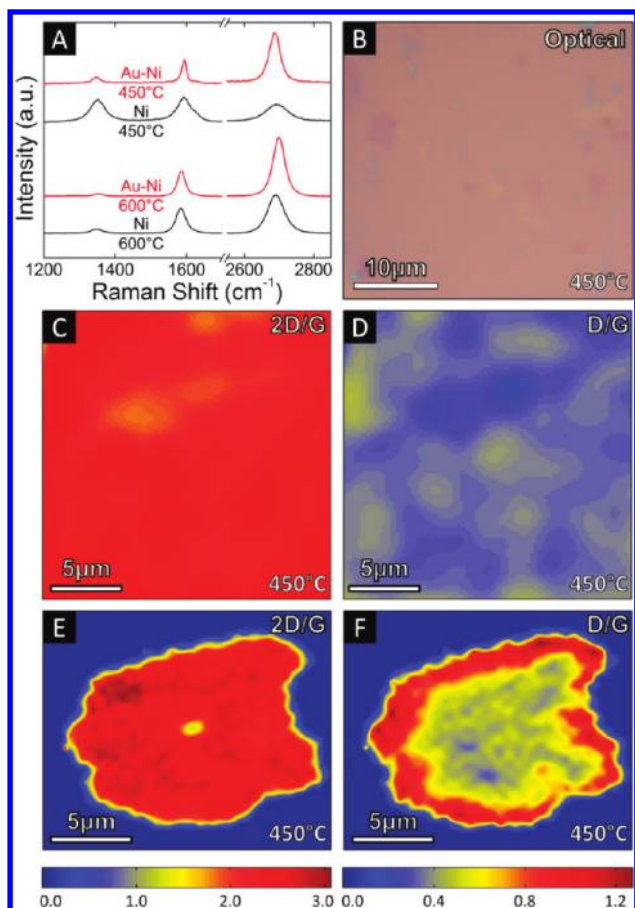 A
Au-Ni
450°C
Ni
450°C
Au-Ni
600°C
Ni
600°C
Intensity (a.u.)
1200 1400 1600 2600 2800
Raman Shift (cm⁻¹)
B Optical
10μm 450°C
C 2D/G
5μm 450°C
D D/G
5μm 450°C
E 2D/G
5μm 450°C
F D/G
5μm 450°C
0.0 1.0 2.0 3.0
0.0 0.4 0.8 1.2